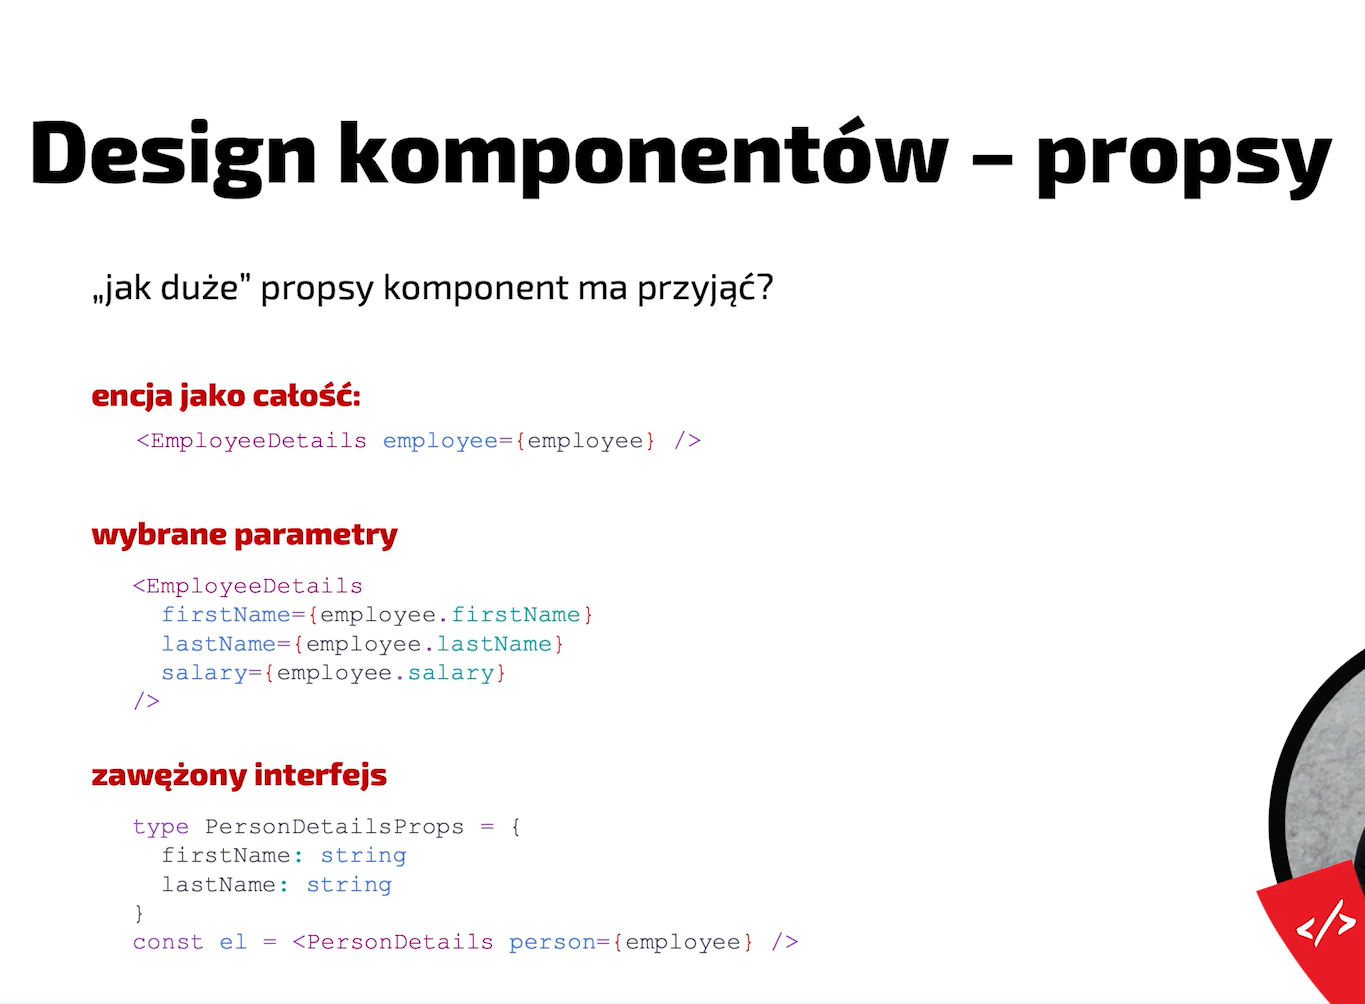 Design komponentów – propsy
„jak duże” propsy komponent ma przyjąć?
encja jako całość:
<EmployeeDetails employee={employee} />
wybrane parametry
<EmployeeDetails
firstName={employee.firstName}
lastName={employee.lastName}
salary={employee.salary}
/>
zawężony interfejs
type PersonDetailsProps = {
firstName: string
lastName: string
}
const el = <PersonDetails person={employee} />
</>